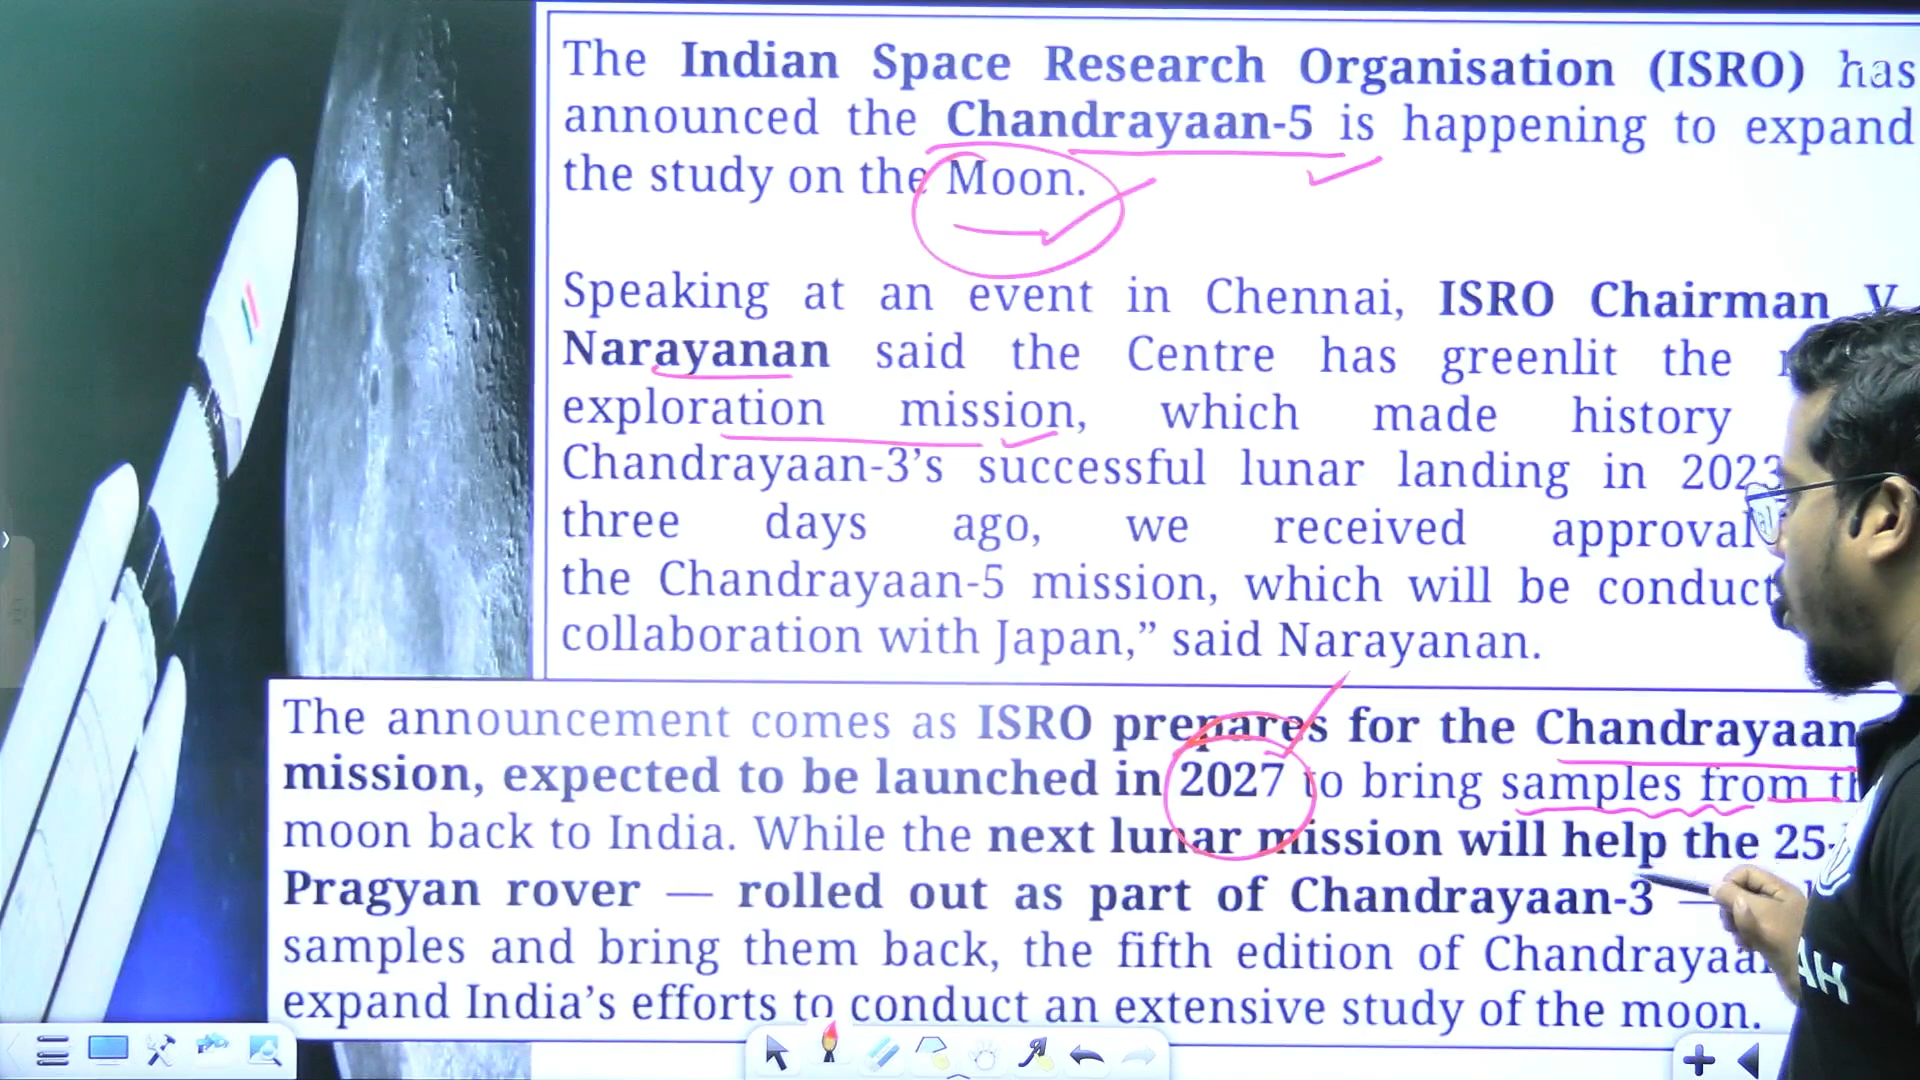 The Indian Space Research Organisation (ISRO) has
announced the Chandrayaan-5 is happening to expand
the study on the Moon.
Speaking at an event in Chennai, ISRO Chairman V
Narayanan said the Centre has greenlit the
exploration mission, which made history
Chandrayaan-3’s successful lunar landing in 2023
three days ago, we received approval
the Chandrayaan-5 mission, which will be conduct
collaboration with Japan,” said Narayanan.
The announcement comes as ISRO prepares for the Chandrayaan
mission, expected to be launched in 2027 to bring samples from th
moon back to India. While the next lunar mission will help the 25-
Pragyan rover — rolled out as part of Chandrayaan-3 —
samples and bring them back, the fifth edition of Chandrayaa
expand India’s efforts to conduct an extensive study of the moon.
AH